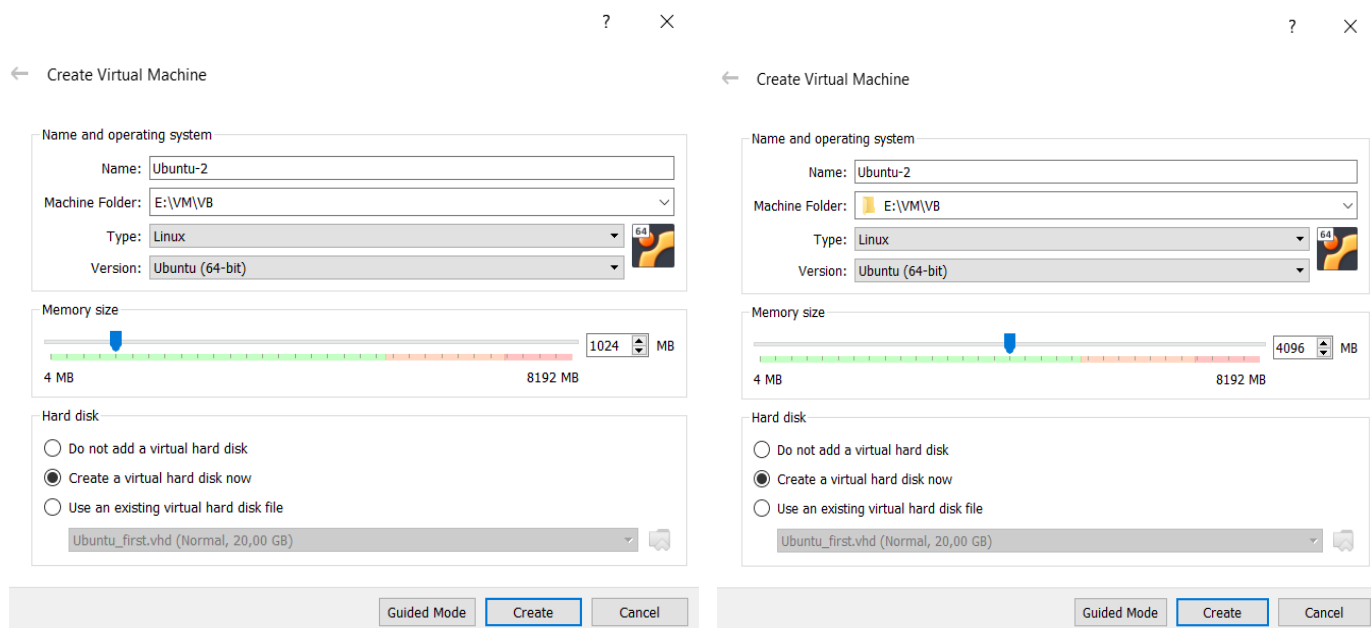 ?
Create Virtual Machine
Name and operating system
Name: Ubuntu-2
Machine Folder: E:\VM\VB
Type: Linux
64
Version: Ubuntu (64-bit)
Memory size
1024 MB
4 MB 8192 MB
Hard disk
Do not add a virtual hard disk
Create a virtual hard disk now
Use an existing virtual hard disk file
Ubuntu_first.vhd (Normal, 20,00 GB)
Guided Mode Create Cancel
?
Create Virtual Machine
Name and operating system
Name: Ubuntu-2
Machine Folder: E:\VM\VB
Type: Linux
64
Version: Ubuntu (64-bit)
Memory size
4096 MB
4 MB 8192 MB
Hard disk
Do not add a virtual hard disk
Create a virtual hard disk now
Use an existing virtual hard disk file
Ubuntu_first.vhd (Normal, 20,00 GB)
Guided Mode Create Cancel